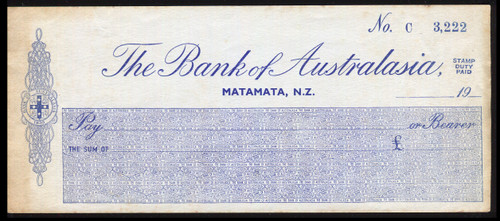 No. C 3,222
The Bank of Australasia,
STAMP
DUTY
PAID
MATAMATA, N.Z.
19
Pay or Bearer
THE SUM OF £